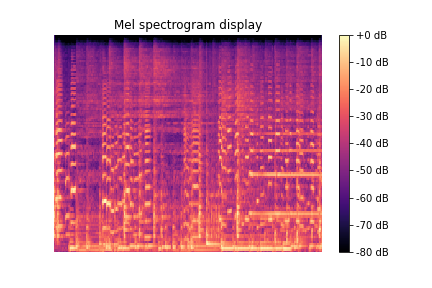 Mel spectrogram display
+0 dB
-10 dB
-20 dB
-30 dB
-40 dB
-50 dB
-60 dB
-70 dB
-80 dB